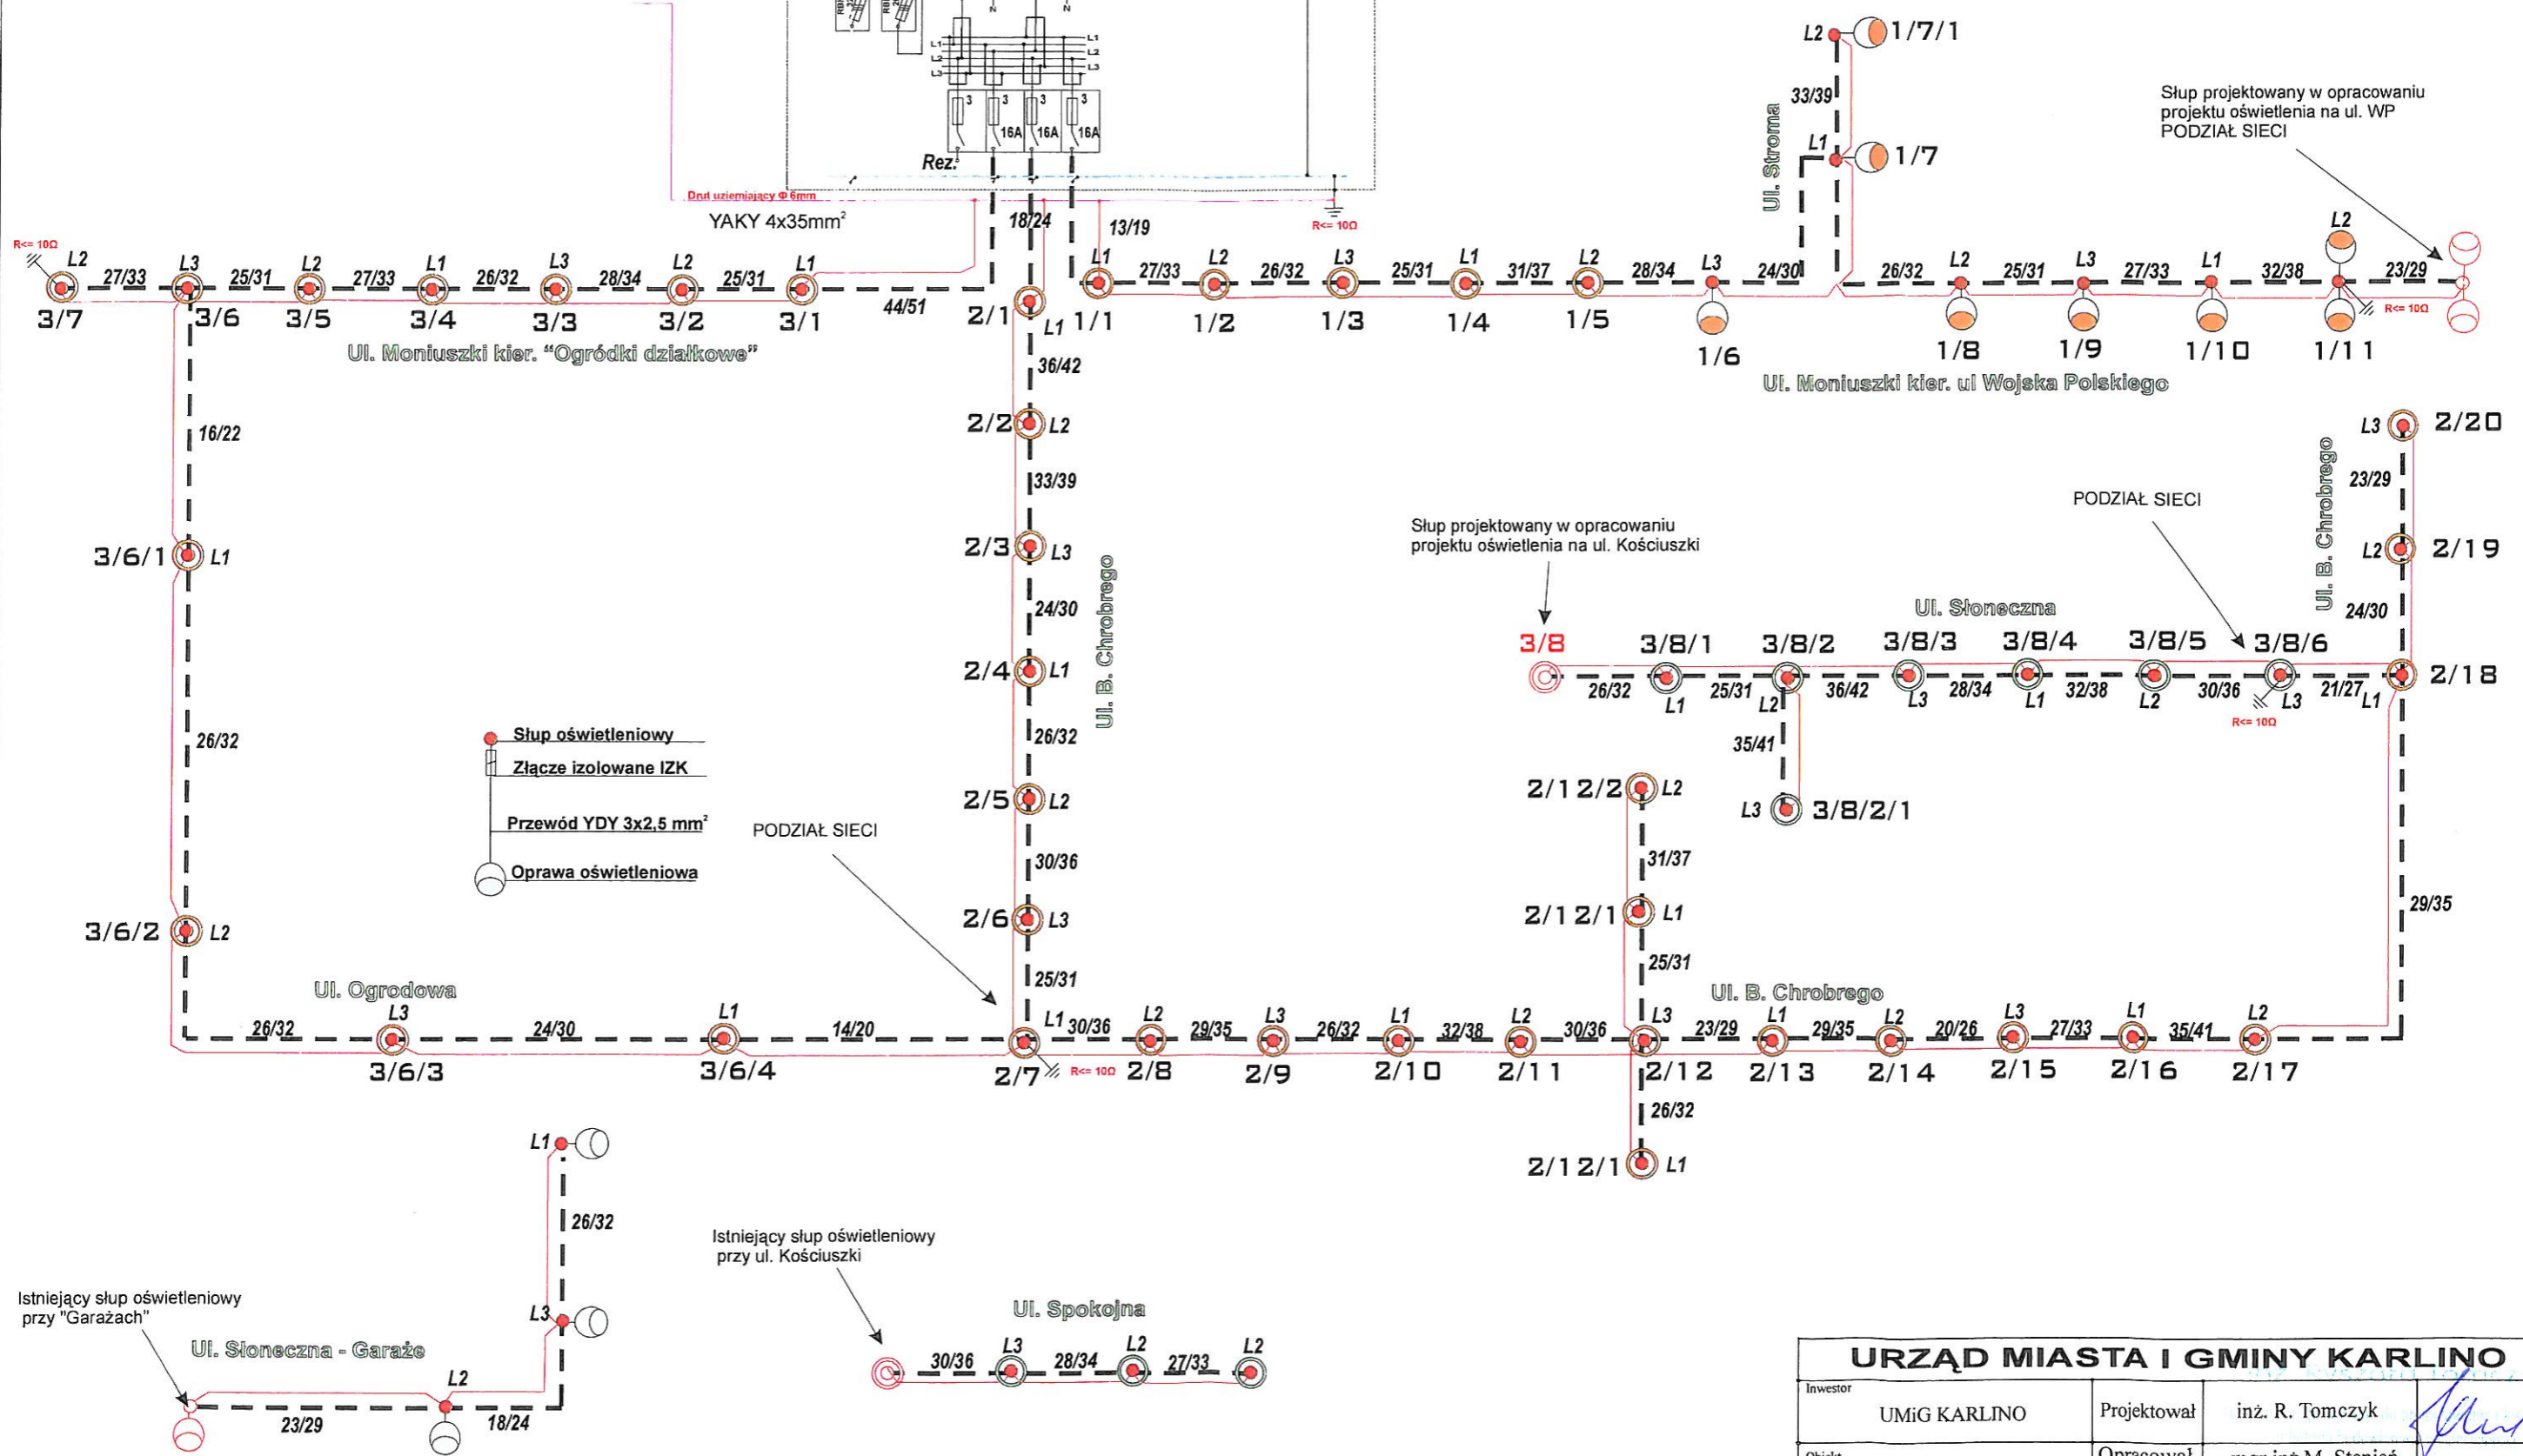 N
N
L1
L1
L2
L2
L3
L3
3
3
3
3
16A
16A
16A
Rez.
Drut uziemiający Φ 6mm
YAKY 4x35mm²
18/24
13/19
R<= 10Ω
L2
1/7/1
33/39
Ul. Stroma
L1
1/7
Słup projektowany w opracowaniu
projektu oświetlenia na ul. WP
PODZIAŁ SIECI
R<= 10Ω
L2 27/33 L3 25/31 L2 27/33 L1 26/32 L3 28/34 L2 25/31 L1 44/51
3/7 3/6 3/5 3/4 3/3 3/2 3/1
Ul. Moniuszki kier. "Ogródki działkowe"
L1 27/33 L2 26/32 L3 25/31 L1 31/37 L2 28/34 L3 24/30 26/32 L2 25/31 L3 27/33 L1 32/38 L2 23/29
R<= 10Ω
2/1 L1 1/1 1/2 1/3 1/4 1/5 1/6 1/8 1/9 1/10 1/11
Ul. Moniuszki kier. ul Wojska Polskiego
36/42
2/2 L2
33/39
2/3 L3
24/30
2/4 L1
26/32
2/5 L2
30/36
2/6 L3
25/31
Ul. B. Chrobrego
16/22
3/6/1 L1
26/32
3/6/2 L2
Słup oświetleniowy
Złącze izolowane IZK
Przewód YDY 3x2,5 mm²
Oprawa oświetleniowa
PODZIAŁ SIECI
L3 2/20
23/29
Ul. B. Chrobrego
L2 2/19
24/30
PODZIAŁ SIECI
Słup projektowany w opracowaniu
projektu oświetlenia na ul. Kościuszki
Ul. Słoneczna
3/8 3/8/1 3/8/2 3/8/3 3/8/4 3/8/5 3/8/6 2/18
26/32 L1 25/31 L2 36/42 L3 28/34 L1 32/38 L2 30/36 L3 21/27 L1
R<= 10Ω
35/41
L3 3/8/2/1
2/12/2 L2
31/37
2/12/1 L1
25/31
29/35
Ul. Ogrodowa
Ul. B. Chrobrego
26/32 L3 24/30 L1 14/20 L1 30/36 L2 29/35 L3 26/32 L1 32/38 L2 30/36 L3 23/29 L1 29/35 L2 20/26 L3 27/33 L1 35/41 L2
3/6/3 3/6/4 2/7 R<= 10Ω 2/8 2/9 2/10 2/11 2/12 2/13 2/14 2/15 2/16 2/17
26/32
2/12/1 L1
L1
26/32
L3
Istniejący słup oświetleniowy
przy "Garażach"
Ul. Słoneczna - Garaże
L2
23/29 18/24
Istniejący słup oświetleniowy
przy ul. Kościuszki
Ul. Spokojna
30/36 L3 28/34 L2 27/33 L2
URZĄD MIASTA I GMINY KARLINO
Inwestor
UMiG KARLINO
Projektował
inż. R. Tomczyk